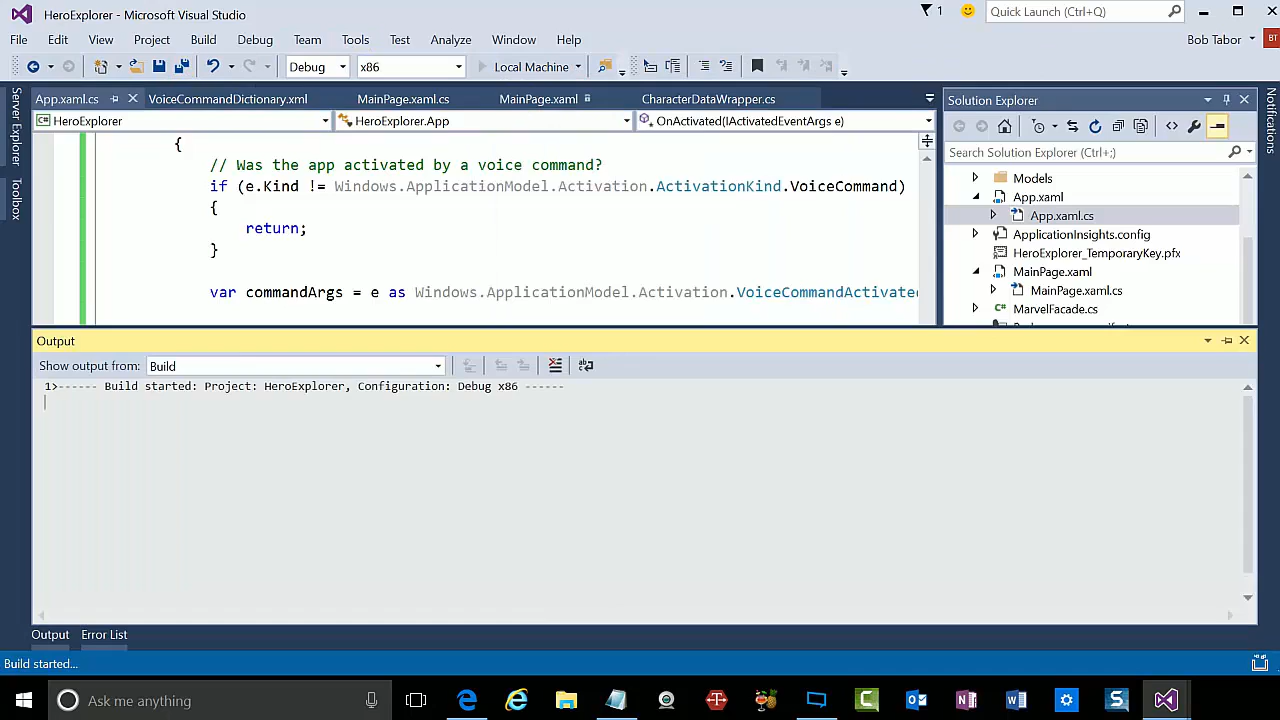 HeroExplorer - Microsoft Visual Studio
1
Quick Launch (Ctrl+Q)
File Edit View Project Build Debug Team Tools Test Analyze Window Help
Bob Tabor
BT
Debug x86 Local Machine
Server Explorer
Toolbox
App.xaml.cs VoiceCommandDictionary.xml MainPage.xaml.cs MainPage.xaml CharacterDataWrapper.cs
HeroExplorer HeroExplorer.App OnActivated(IActivatedEventArgs e)
{
// Was the app activated by a voice command?
if (e.Kind != Windows.ApplicationModel.Activation.ActivationKind.VoiceCommand)
{
return;
}
var commandArgs = e as Windows.ApplicationModel.Activation.VoiceCommandActivate
Solution Explorer
Search Solution Explorer (Ctrl+;)
Models
App.xaml
App.xaml.cs
ApplicationInsights.config
HeroExplorer_TemporaryKey.pfx
MainPage.xaml
MainPage.xaml.cs
MarvelFacade.cs
Notifications
Output
Show output from: Build
1>------ Build started: Project: HeroExplorer, Configuration: Debug x86 ------
Output Error List
Build started...
Ask me anything